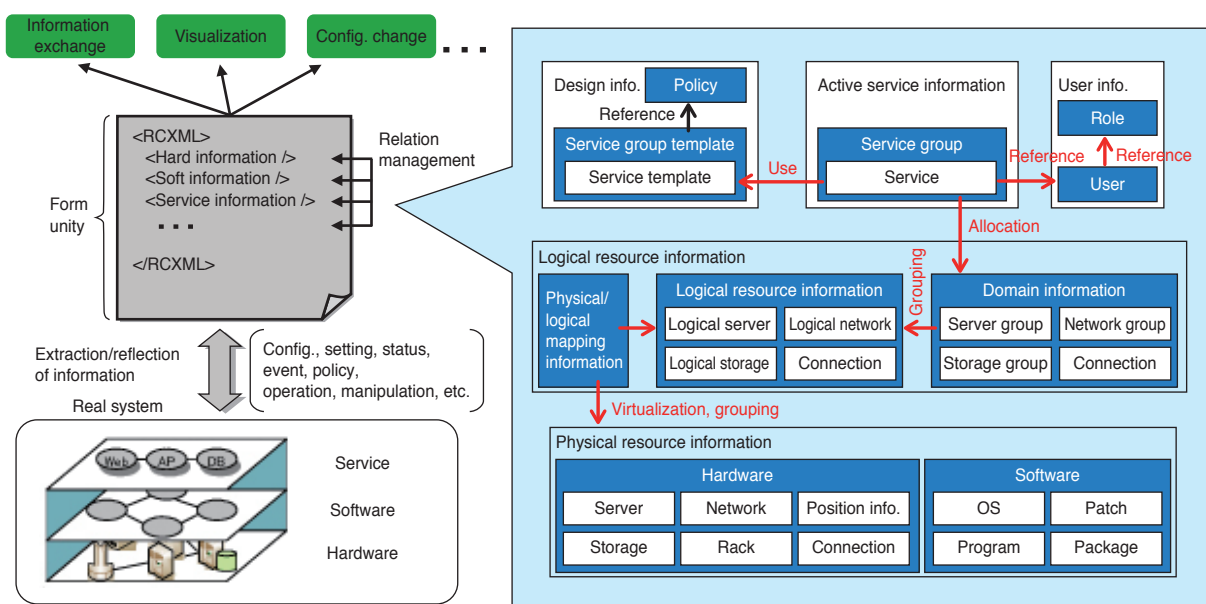 Information
exchange
Visualization
Config. change
...
<RCXML>
<Hard information />
<Soft information />
<Service information />
...
</RCXML>
Relation
management
Form
unity
Extraction/reflection
of information
Config., setting, status,
event, policy,
operation, manipulation, etc.
Real system
Web
AP
DB
Service
Software
Hardware
Design info.
Policy
Reference
Service group template
Service template
Use
Active service information
Service group
Service
Reference
User info.
Role
Reference
User
Allocation
Logical resource information
Physical/
logical
mapping
information
Logical resource information
Logical server
Logical network
Logical storage
Connection
Grouping
Domain information
Server group
Network group
Storage group
Connection
Virtualization, grouping
Physical resource information
Hardware
Server
Network
Position info.
Storage
Rack
Connection
Software
OS
Patch
Program
Package